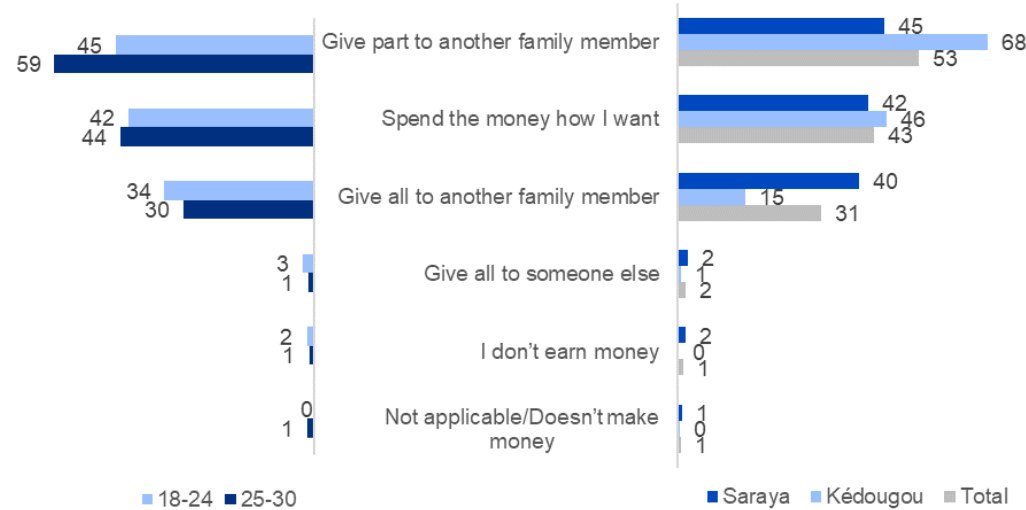 45 Give part to another family member 45
59 68
53
42 Spend the money how I want 42
44 46
43
34 Give all to another family member 40
30 15
31
3 Give all to someone else 2
1 1
2
2 I don’t earn money 2
1 0
1
0 Not applicable/Doesn’t make 1
1 money 0
1
18-24 25-30 Saraya Kédougou Total